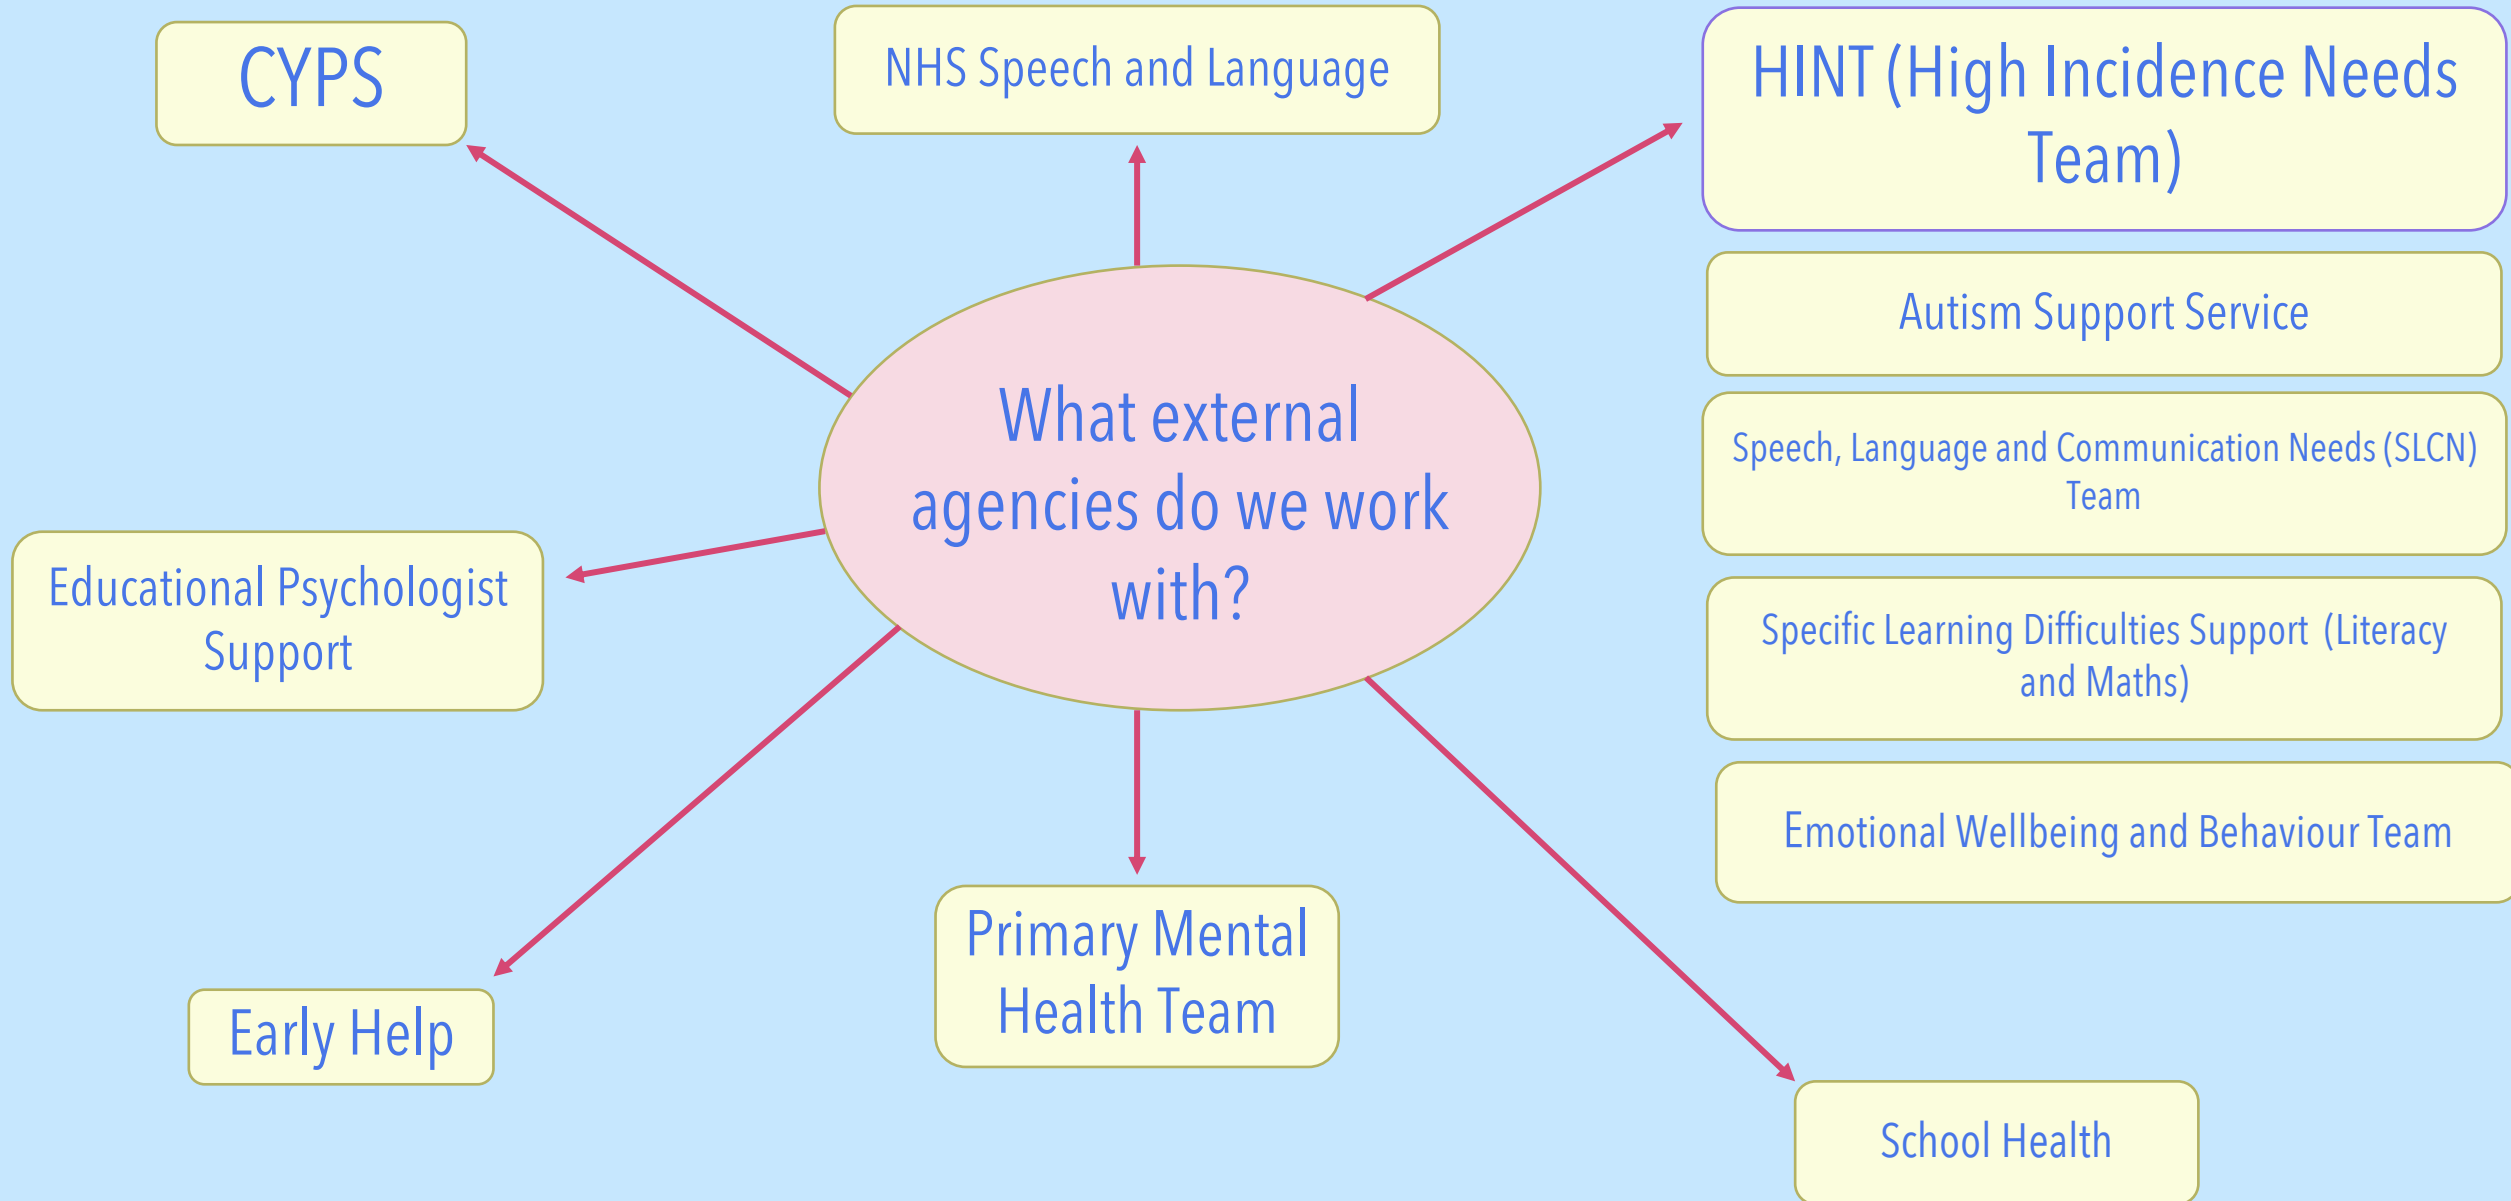 CYPS
NHS Speech and Language
HINT (High Incidence Needs
Team)
Autism Support Service
Speech, Language and Communication Needs (SLCN)
Team
Specific Learning Difficulties Support (Literacy
and Maths)
Emotional Wellbeing and Behaviour Team
What external
agencies do we work
with?
Educational Psychologist
Support
Early Help
Primary Mental
Health Team
School Health